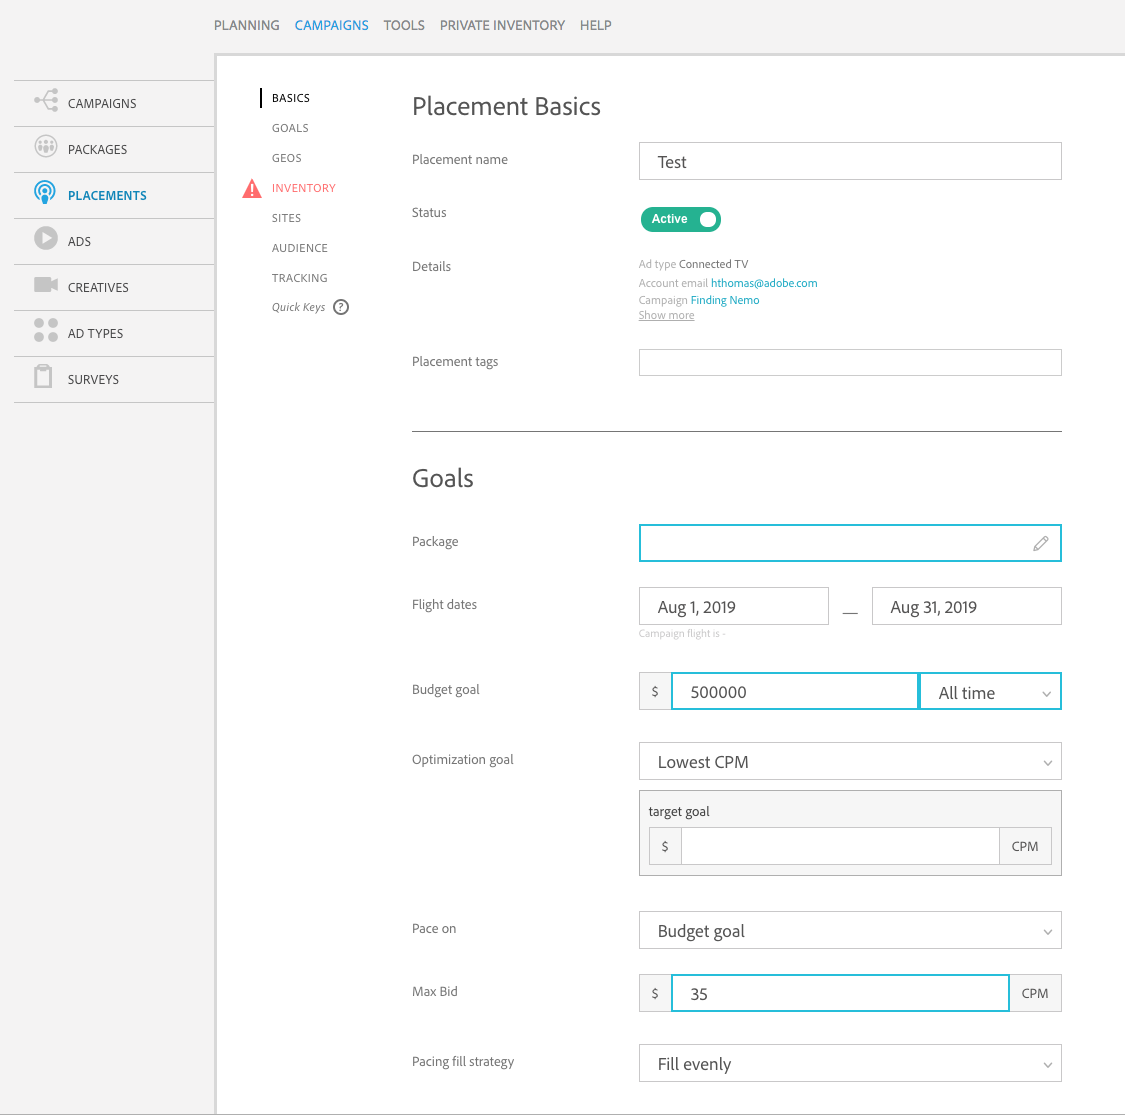 PLANNING CAMPAIGNS TOOLS PRIVATE INVENTORY HELP
CAMPAIGNS
PACKAGES
PLACEMENTS
ADS
CREATIVES
AD TYPES
SURVEYS
BASICS
GOALS
GEOS
INVENTORY
SITES
AUDIENCE
TRACKING
Quick Keys ?
Placement Basics
Placement name Test
Status Active
Details Ad type Connected TV
Account email hthomas@adobe.com
Campaign Finding Nemo
Show more
Placement tags
Goals
Package
Flight dates Aug 1, 2019 — Aug 31, 2019
Campaign flight is -
Budget goal $ 500000 All time
Optimization goal Lowest CPM
target goal
$ CPM
Pace on Budget goal
Max Bid $ 35 CPM
Pacing fill strategy Fill evenly